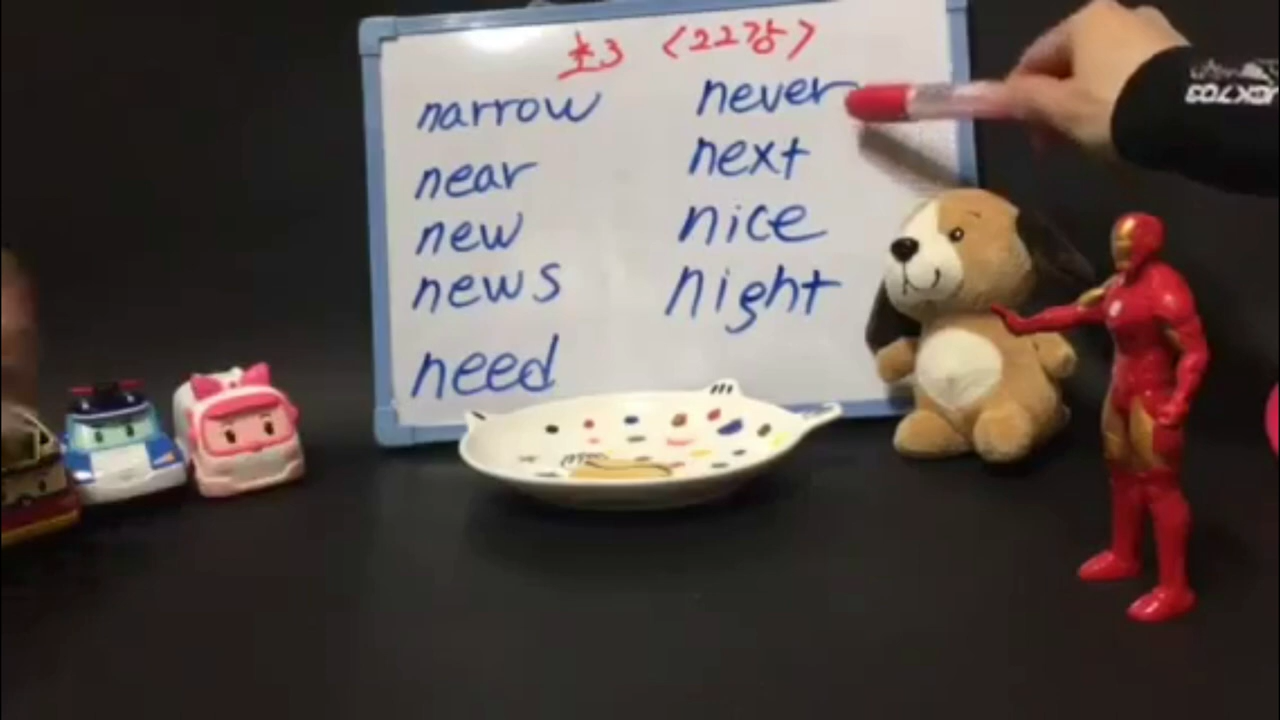 초3 <22강>
narrow
near
new
news
need
never
next
nice
night